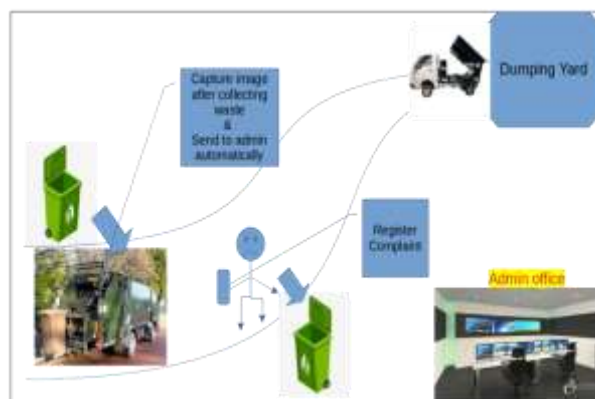 Capture image
after collecting
waste
&
Send to admin
automatically
Dumping Yard
Register
Complaint
Admin office